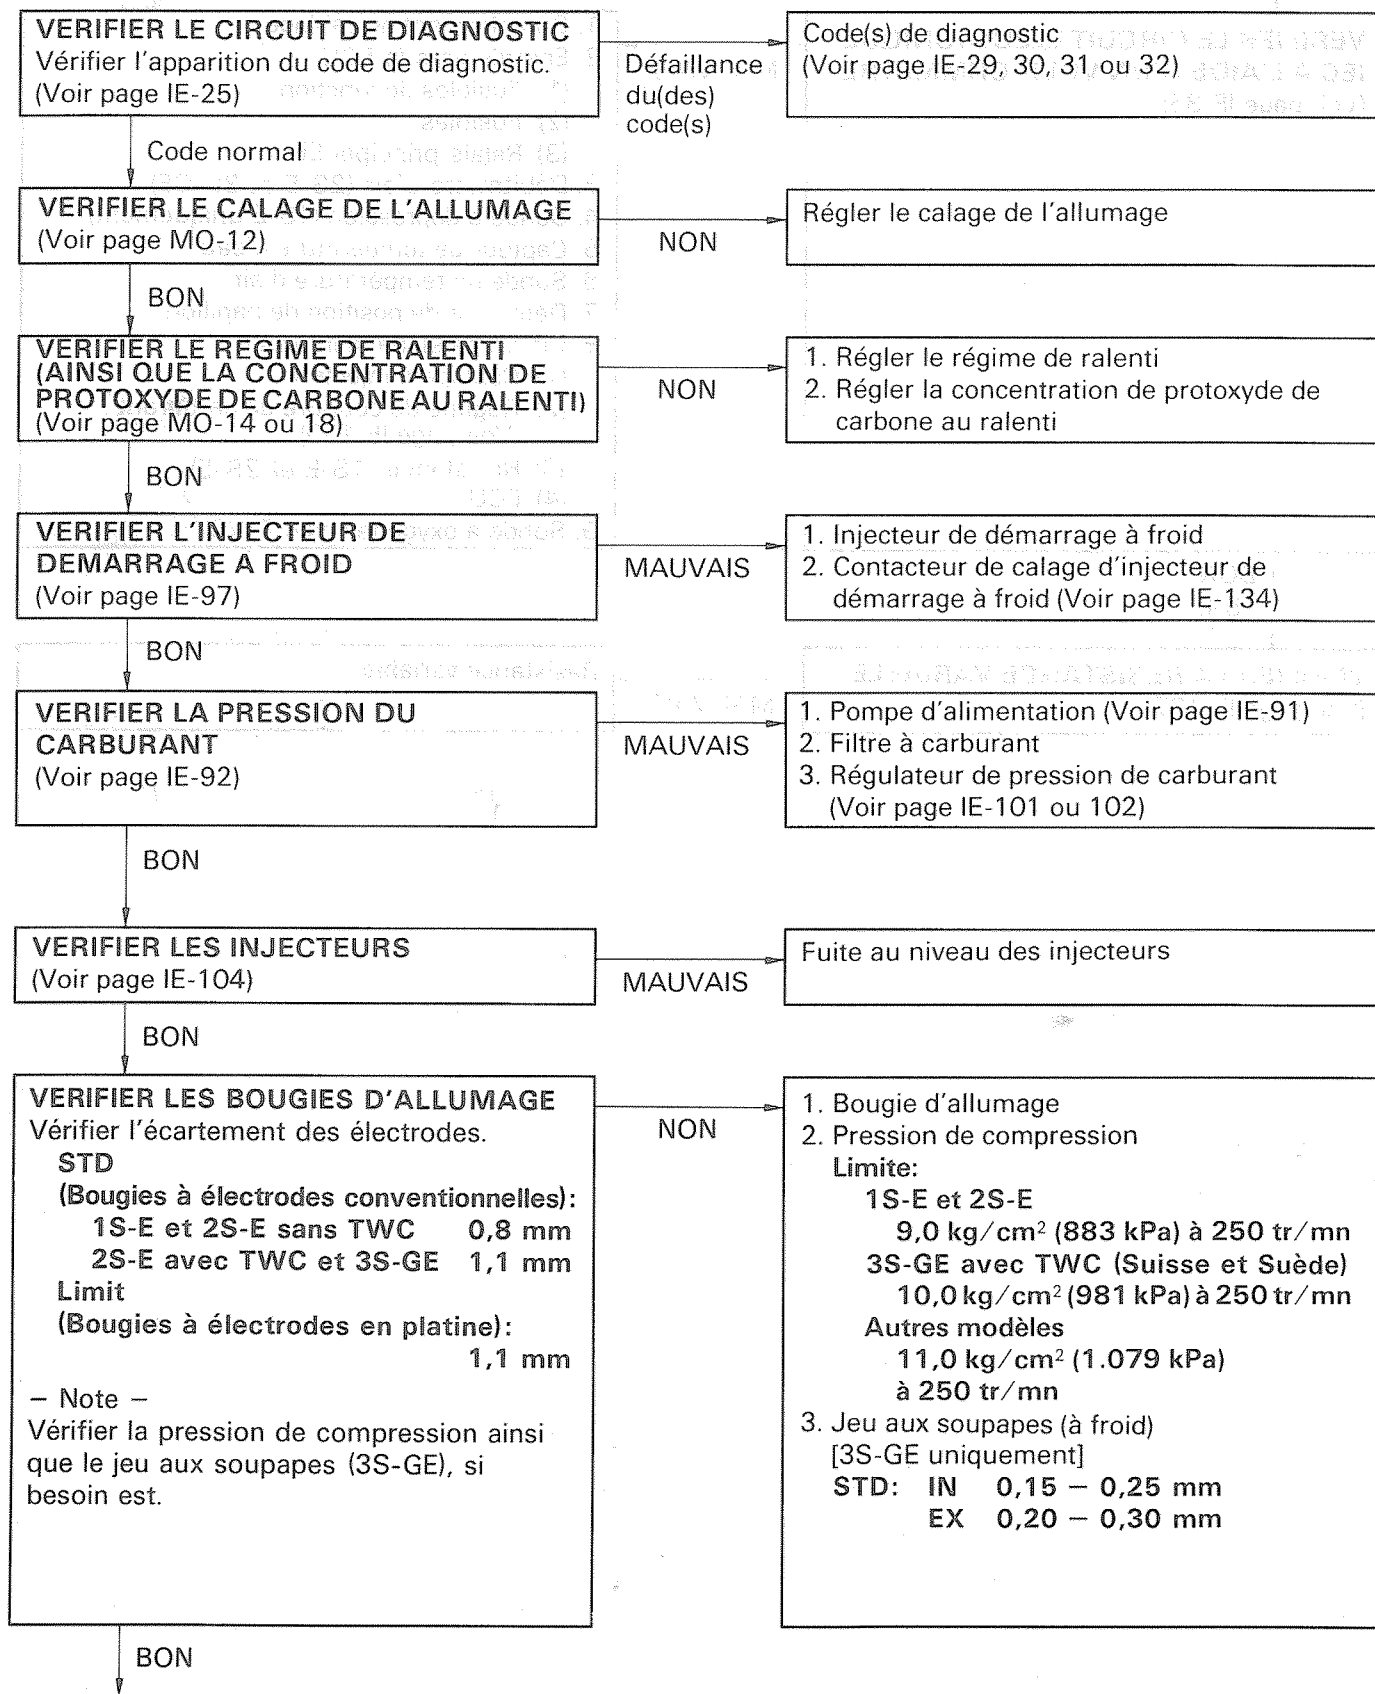 VERIFIER LE CIRCUIT DE DIAGNOSTIC
Vérifier l'apparition du code de diagnostic.
(Voir page IE-25)
Défaillance
du(des)
code(s)
Code(s) de diagnostic
(Voir page IE-29, 30, 31 ou 32)
Code normal
VERIFIER LE CALAGE DE L'ALLUMAGE
(Voir page MO-12)
NON
Régler le calage de l'allumage
BON
VERIFIER LE REGIME DE RALENTI
(AINSI QUE LA CONCENTRATION DE
PROTOXYDE DE CARBONE AU RALENTI)
(Voir page MO-14 ou 18)
NON
1. Régler le régime de ralenti
2. Régler la concentration de protoxyde de
carbone au ralenti
BON
VERIFIER L'INJECTEUR DE
DEMARRAGE A FROID
(Voir page IE-97)
MAUVAIS
1. Injecteur de démarrage à froid
2. Contacteur de calage d'injecteur de
démarrage à froid (Voir page IE-134)
BON
VERIFIER LA PRESSION DU
CARBURANT
(Voir page IE-92)
MAUVAIS
1. Pompe d'alimentation (Voir page IE-91)
2. Filtre à carburant
3. Régulateur de pression de carburant
(Voir page IE-101 ou 102)
BON
VERIFIER LES INJECTEURS
(Voir page IE-104)
MAUVAIS
Fuite au niveau des injecteurs
BON
VERIFIER LES BOUGIES D'ALLUMAGE
Vérifier l'écartement des électrodes.
STD
(Bougies à électrodes conventionnelles):
1S-E et 2S-E sans TWC 0,8 mm
2S-E avec TWC et 3S-GE 1,1 mm
Limit
(Bougies à électrodes en platine):
1,1 mm
— Note —
Vérifier la pression de compression ainsi
que le jeu aux soupapes (3S-GE), si
besoin est.
NON
1. Bougie d'allumage
2. Pression de compression
Limite:
1S-E et 2S-E
9,0 kg/cm² (883 kPa) à 250 tr/mn
3S-GE avec TWC (Suisse et Suède)
10,0 kg/cm² (981 kPa) à 250 tr/mn
Autres modèles
11,0 kg/cm² (1.079 kPa)
à 250 tr/mn
3. Jeu aux soupapes (à froid)
[3S-GE uniquement]
STD: IN 0,15 — 0,25 mm
EX 0,20 — 0,30 mm
BON